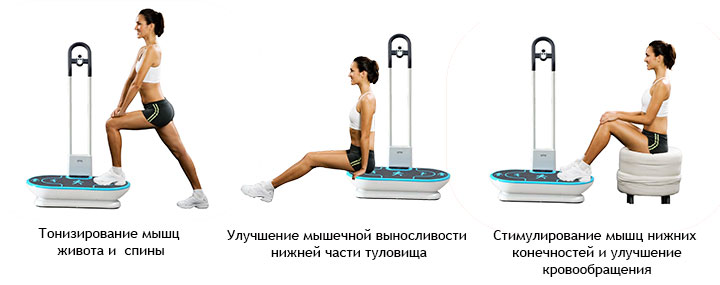 Тонизирование мышц
живота и спины
Улучшение мышечной выносливости
нижней части туловища
Стимулирование мышц нижних
конечностей и улучшение
кровообращения